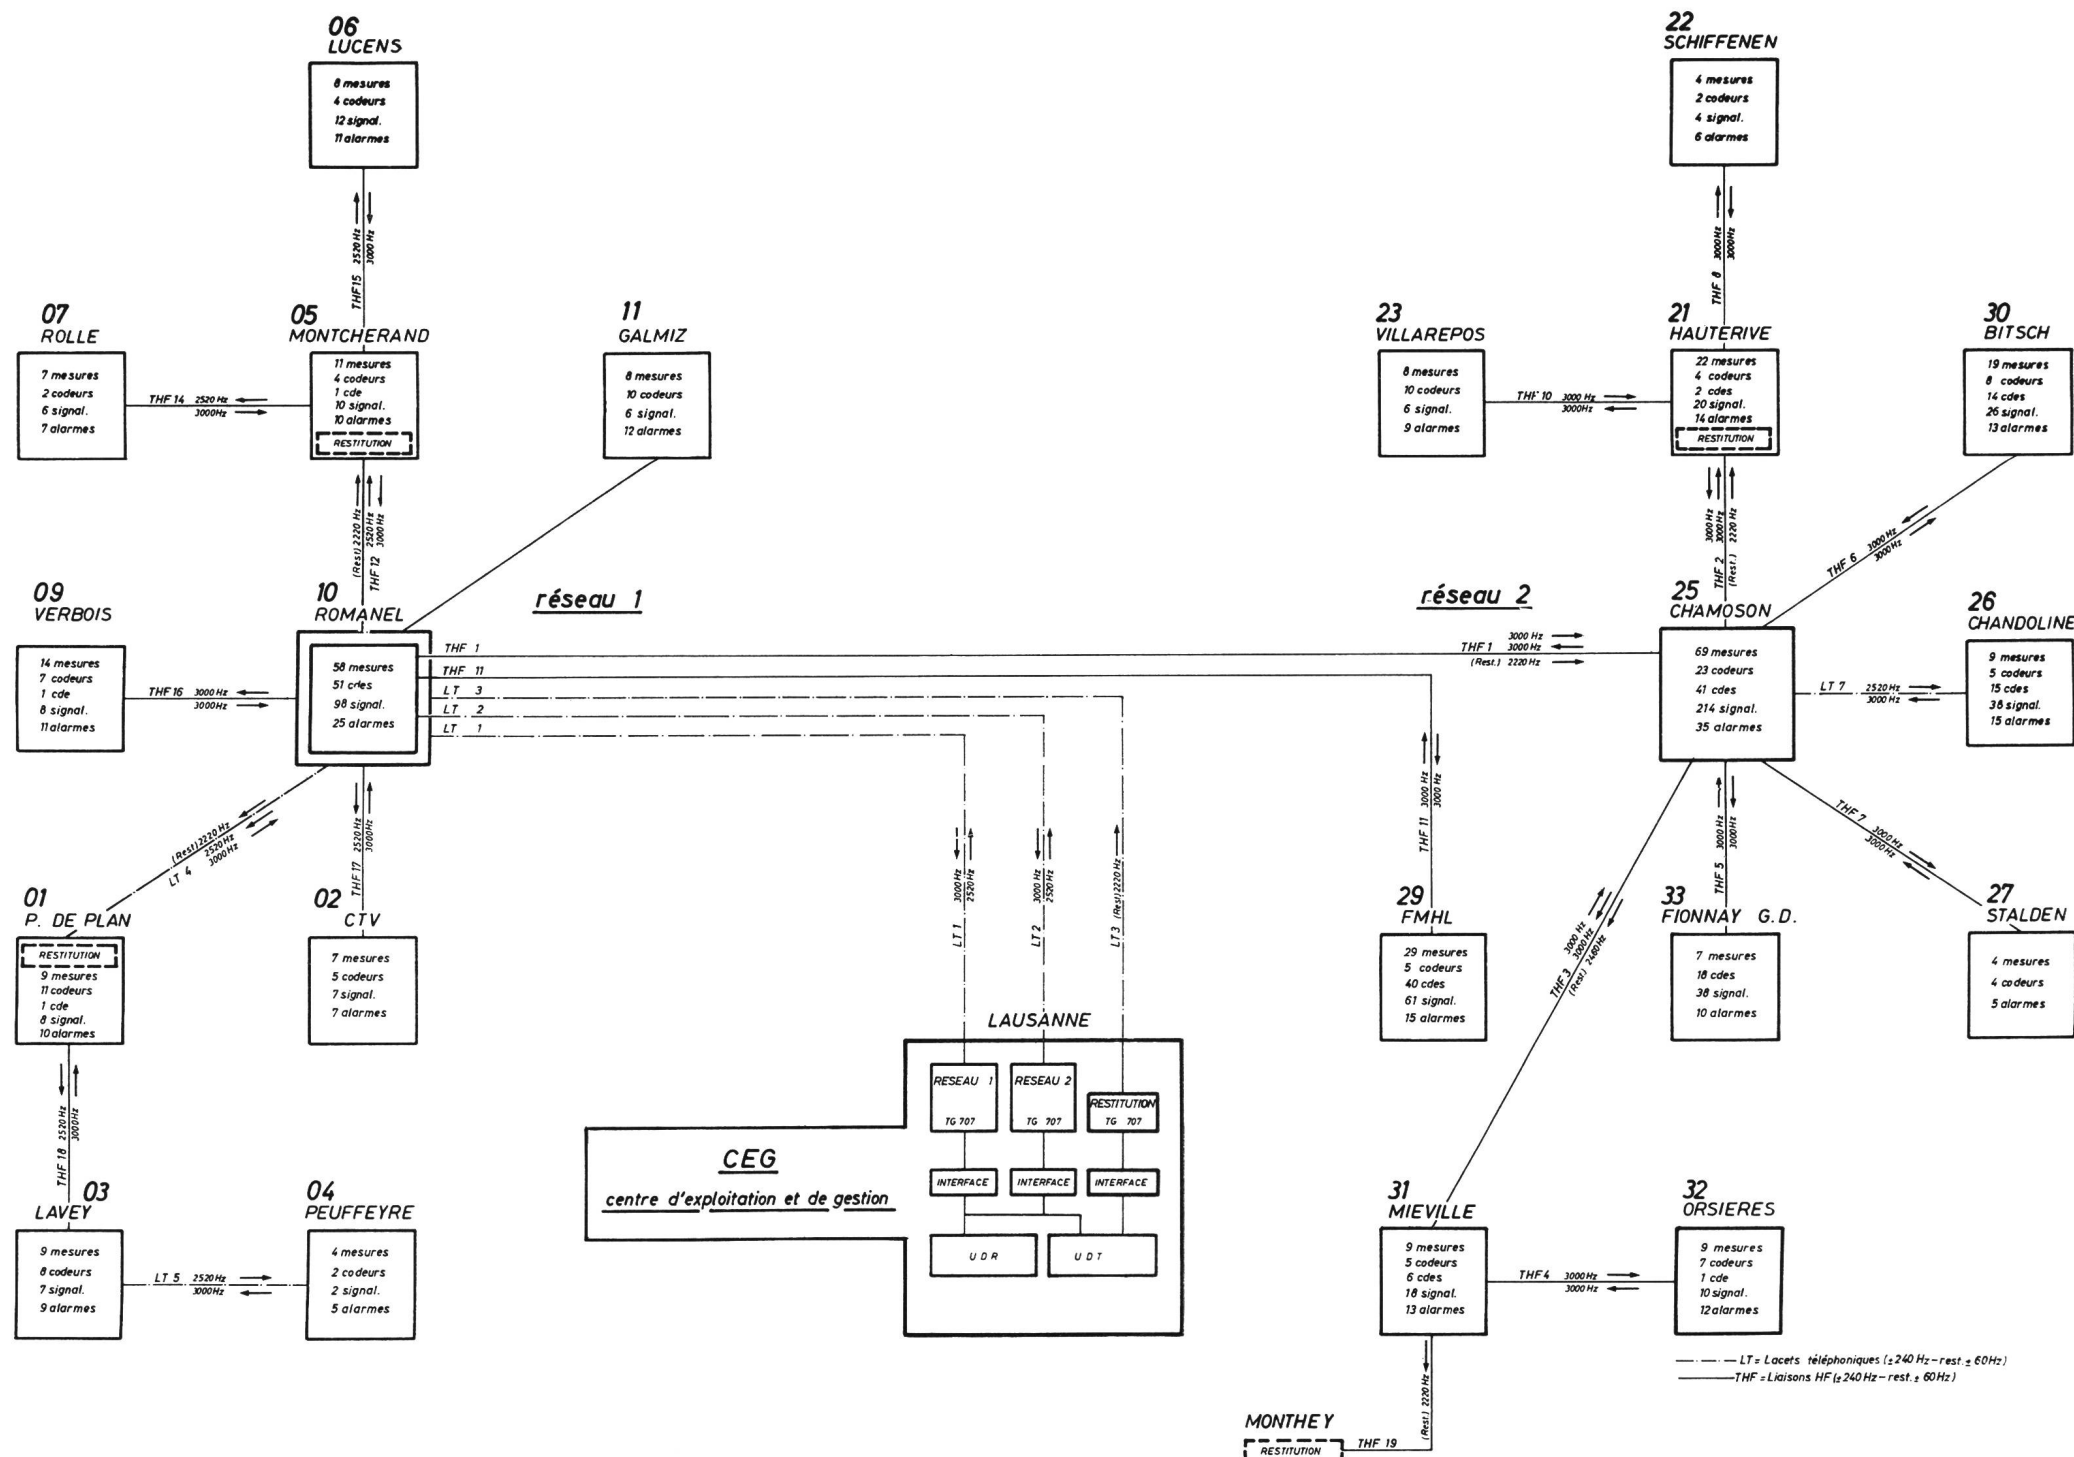 06
LUCENS
8 mesures
4 codeurs
12 signal.
11 alarmes
THF15 2520 Hz
3000 Hz
22
SCHIFFENEN
4 mesures
2 codeurs
4 signal.
6 alarmes
THF 8 3000 Hz
3000 Hz
07
ROLLE
7 mesures
2 codeurs
6 signal.
7 alarmes
THF 14 2520 Hz
3000Hz
05
MONTCHERAND
11 mesures
4 codeurs
1 cde
10 signal.
10 alarmes
RESTITUTION
(Rest) 2220 Hz
2520 Hz
3000 Hz
THF 12
11
GALMIZ
8 mesures
10 codeurs
6 signal.
12 alarmes
23
VILLAREPOS
8 mesures
10 codeurs
6 signal.
9 alarmes
THF 10 3000 Hz
3000Hz
21
HAUTERIVE
22 mesures
4 codeurs
2 cdes
20 signal.
14 alarmes
RESTITUTION
3000 Hz
THF 2 3000 Hz
(Rest.) 2220 Hz
30
BITSCH
19 mesures
8 codeurs
14 cdes
26 signal.
13 alarmes
THF 6 3000 Hz
3000 Hz
09
VERBOIS
14 mesures
7 codeurs
1 cde
8 signal.
11 alarmes
THF16 3000 Hz
3000Hz
10
ROMANEL
58 mesures
51 cdes
98 signal.
25 alarmes
réseau 1
réseau 2
THF 1
THF 11
LT 3
LT 2
LT 1
3000 Hz
THF 1 3000 Hz
(Rest.) 2220 Hz
25
CHAMOSON
69 mesures
23 codeurs
41 cdes
214 signal.
35 alarmes
26
CHANDOLINE
9 mesures
5 codeurs
15 cdes
38 signal.
15 alarmes
LT 7 2520 Hz
3000 Hz
(Rest) 2220 Hz
2520 Hz
LT 4 3000 Hz
THF17 2520 Hz
3000Hz
LT 1 3000 Hz
2520 Hz
LT 2 3000 Hz
2520 Hz
LT 3 (Rest) 2220 Hz
THF 11 3000 Hz
3000 Hz
3000 Hz
THF 3 3000 Hz
(Rest) 2460Hz
THF 5 3000 Hz
3000Hz
THF 7 3000 Hz
3000 Hz
01
P. DE PLAN
RESTITUTION
9 mesures
11 codeurs
1 cde
8 signal.
10 alarmes
THF 18 2520 Hz
3000Hz
02
CTV
7 mesures
5 codeurs
7 signal.
7 alarmes
29
FMHL
29 mesures
5 codeurs
40 cdes
61 signal.
15 alarmes
33
FIONNAY G.D.
7 mesures
18 cdes
38 signal.
10 alarmes
27
STALDEN
4 mesures
4 codeurs
5 alarmes
LAUSANNE
RESEAU 1
TG 707
RESEAU 2
TG 707
RESTITUTION
TG 707
INTERFACE
INTERFACE
INTERFACE
UDR
UDT
CEG
centre d'exploitation et de gestion
03
LAVEY
9 mesures
8 codeurs
7 signal.
9 alarmes
LT 5 2520 Hz
3000Hz
04
PEUFFEYRE
4 mesures
2 codeurs
2 signal.
5 alarmes
31
MIEVILLE
9 mesures
5 codeurs
6 cdes
18 signal.
13 alarmes
THF4 3000Hz
3000 Hz
32
ORSIERES
9 mesures
7 codeurs
1 cde
10 signal.
12 alarmes
(Rest.) 2220 Hz
MONTHEY
RESTITUTION
THF 19
LT = Lacets téléphoniques (± 240 Hz – rest. ± 60Hz)
THF = Liaisons HF (± 240 Hz – rest. ± 60Hz)